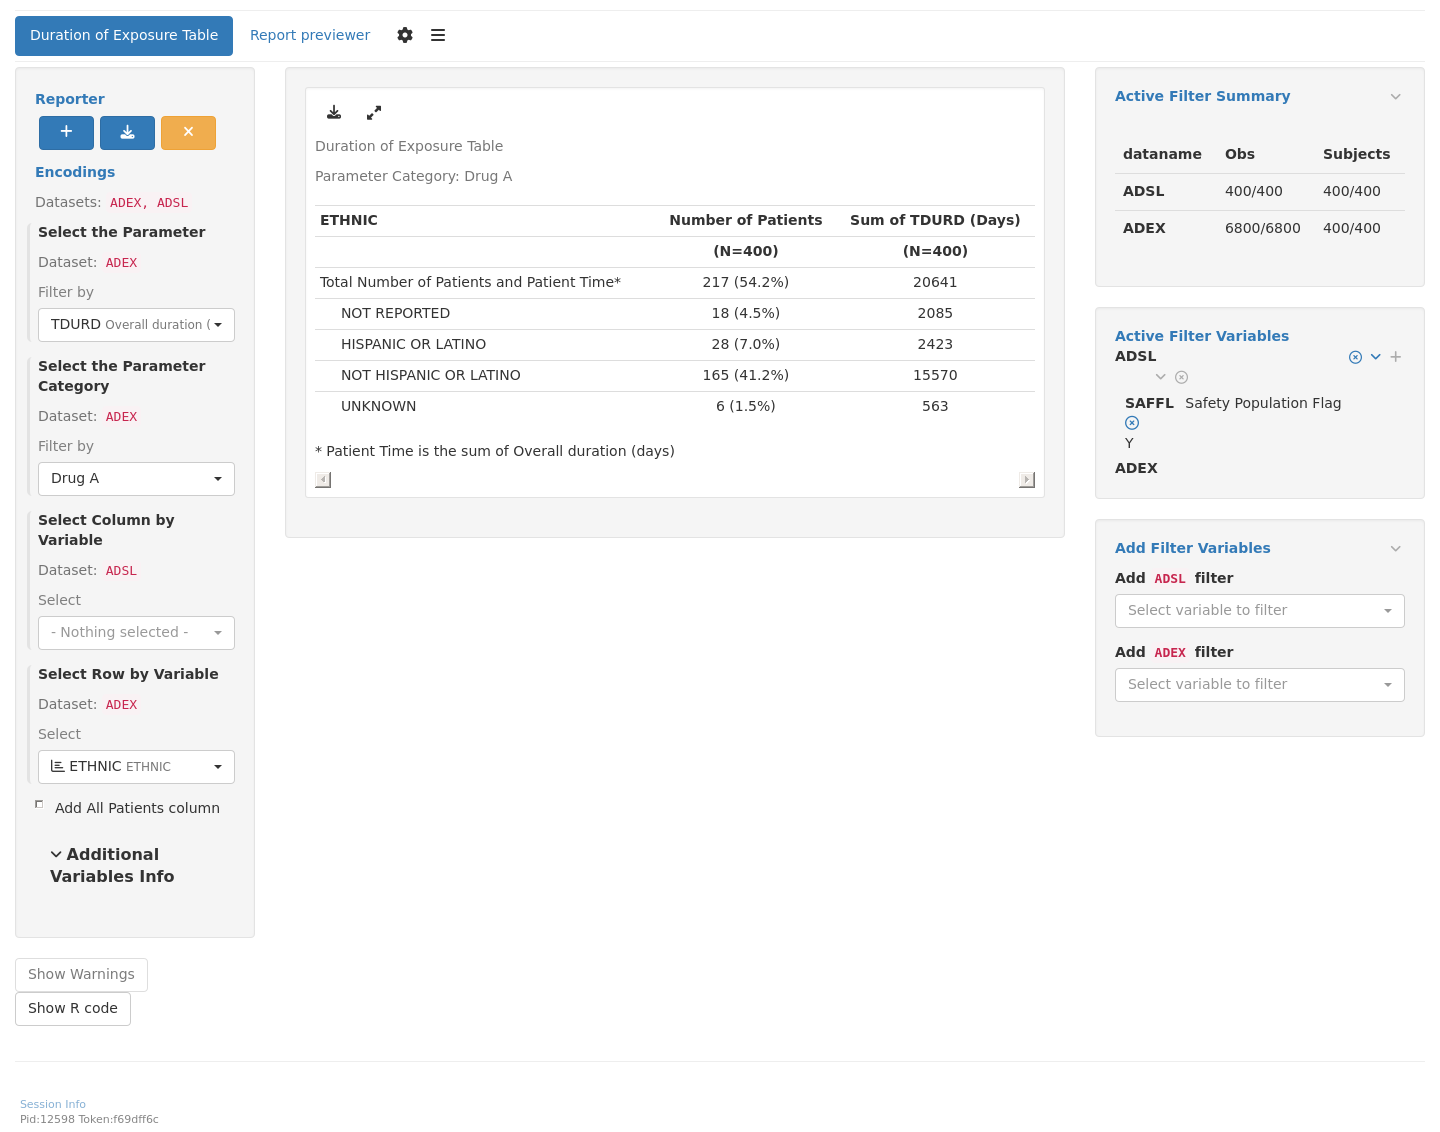 Duration of Exposure Table Report previewer
Reporter
Encodings
Datasets: ADEX, ADSL
Select the Parameter
Dataset: ADEX
Filter by
TDURD Overall duration (
Select the Parameter
Category
Dataset: ADEX
Filter by
Drug A
Select Column by
Variable
Dataset: ADSL
Select
- Nothing selected -
Select Row by Variable
Dataset: ADEX
Select
ETHNIC ETHNIC
Add All Patients column
Additional
Variables Info
Show Warnings
Show R code
Duration of Exposure Table
Parameter Category: Drug A
ETHNIC Number of Patients Sum of TDURD (Days)
(N=400) (N=400)
Total Number of Patients and Patient Time* 217 (54.2%) 20641
NOT REPORTED 18 (4.5%) 2085
HISPANIC OR LATINO 28 (7.0%) 2423
NOT HISPANIC OR LATINO 165 (41.2%) 15570
UNKNOWN 6 (1.5%) 563
* Patient Time is the sum of Overall duration (days)
Active Filter Summary
dataname Obs Subjects
ADSL 400/400 400/400
ADEX 6800/6800 400/400
Active Filter Variables
ADSL
SAFFL Safety Population Flag
Y
ADEX
Add Filter Variables
Add ADSL filter
Select variable to filter
Add ADEX filter
Select variable to filter
Session Info
Pid:12598 Token:f69dff6c